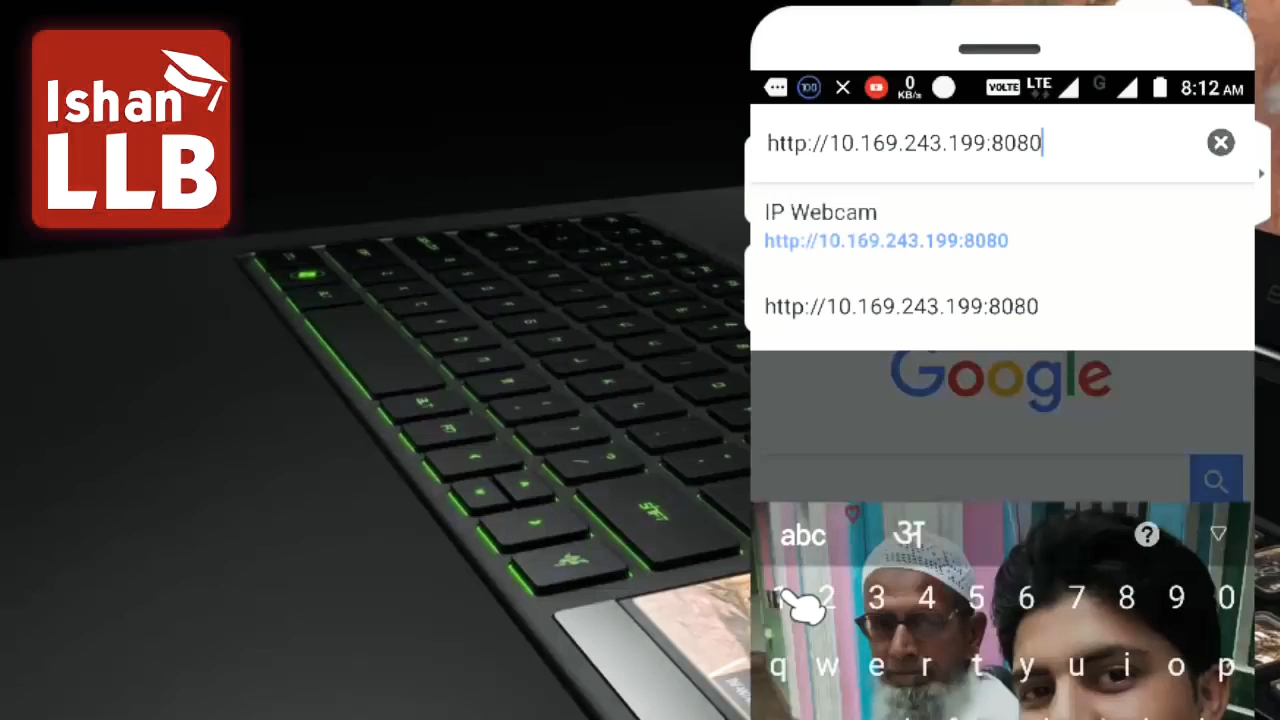 Ishan
LLB
100
0
KB/s
VOLTE
LTE
G
8:12 AM
http://10.169.243.199:8080
IP Webcam
http://10.169.243.199:8080
http://10.169.243.199:8080
Google
abc
अ
?
2 3 4 5 6 7 8 9 0
q w e r t y u i o p
Shift